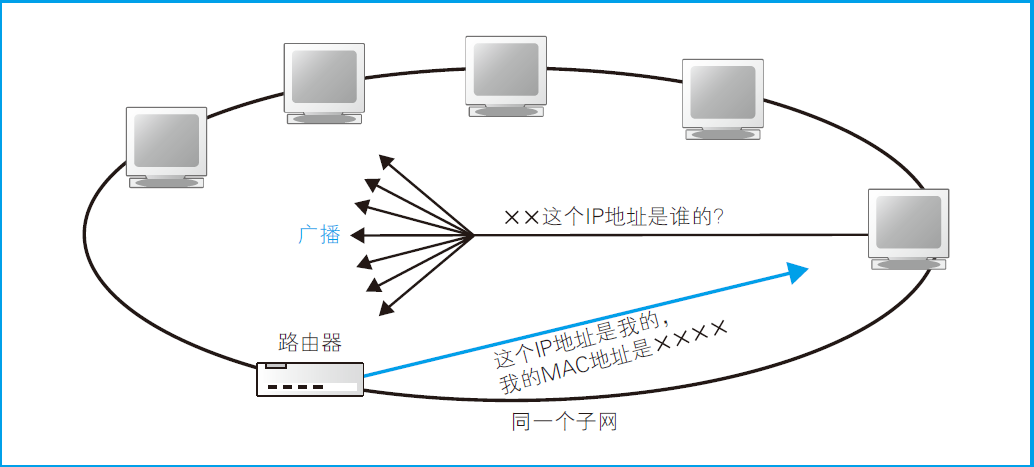 ××这个IP地址是谁的？
广播
路由器
这个IP地址是我的，
我的MAC地址是××××
同一个子网